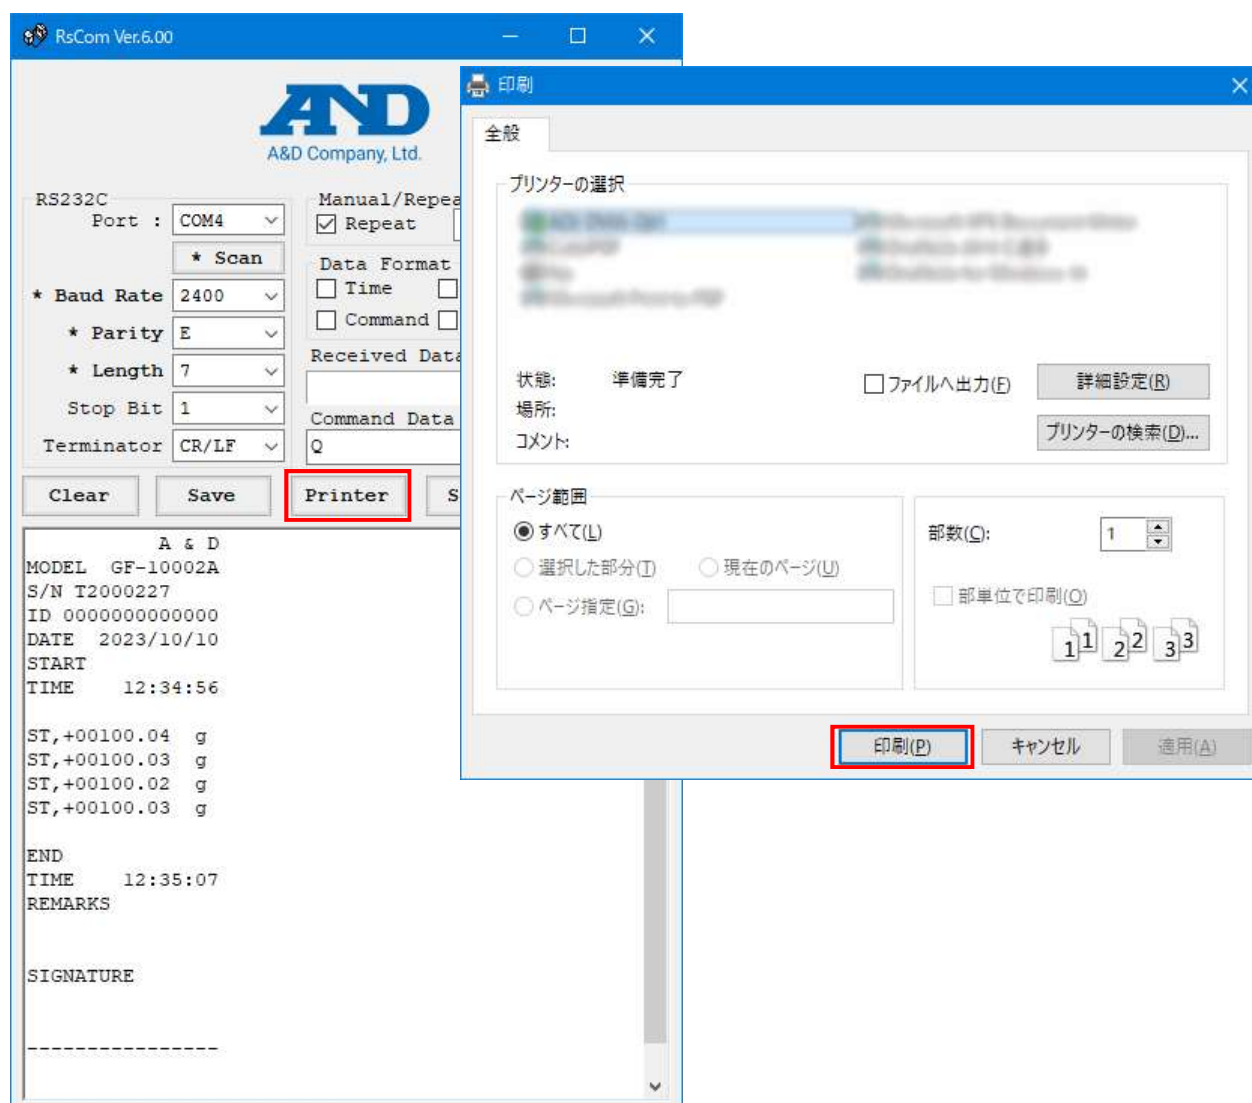 RsCom Ver.6.00
AND
A&D Company, Ltd.
RS232C
Port : COM4
* Scan
* Baud Rate 2400
* Parity E
* Length 7
Stop Bit 1
Terminator CR/LF
Manual/Repea
Repeat
Data Format
Time
Command
Received Data
Command Data
Q
Clear Save Printer S
A & D
MODEL GF-10002A
S/N T2000227
ID 0000000000000
DATE 2023/10/10
START
TIME 12:34:56
ST,+00100.04 g
ST,+00100.03 g
ST,+00100.02 g
ST,+00100.03 g
END
TIME 12:35:07
REMARKS
SIGNATURE
----------------
印刷
全般
プリンターの選択
状態: 準備完了
場所:
コメント:
ファイルへ出力(F)
詳細設定(R)
プリンターの検索(D)...
ページ範囲
すべて(L)
選択した部分(T) 現在のページ(U)
ページ指定(G):
部数(C): 1
部単位で印刷(O)
11 22 33
印刷(P) キャンセル 適用(A)